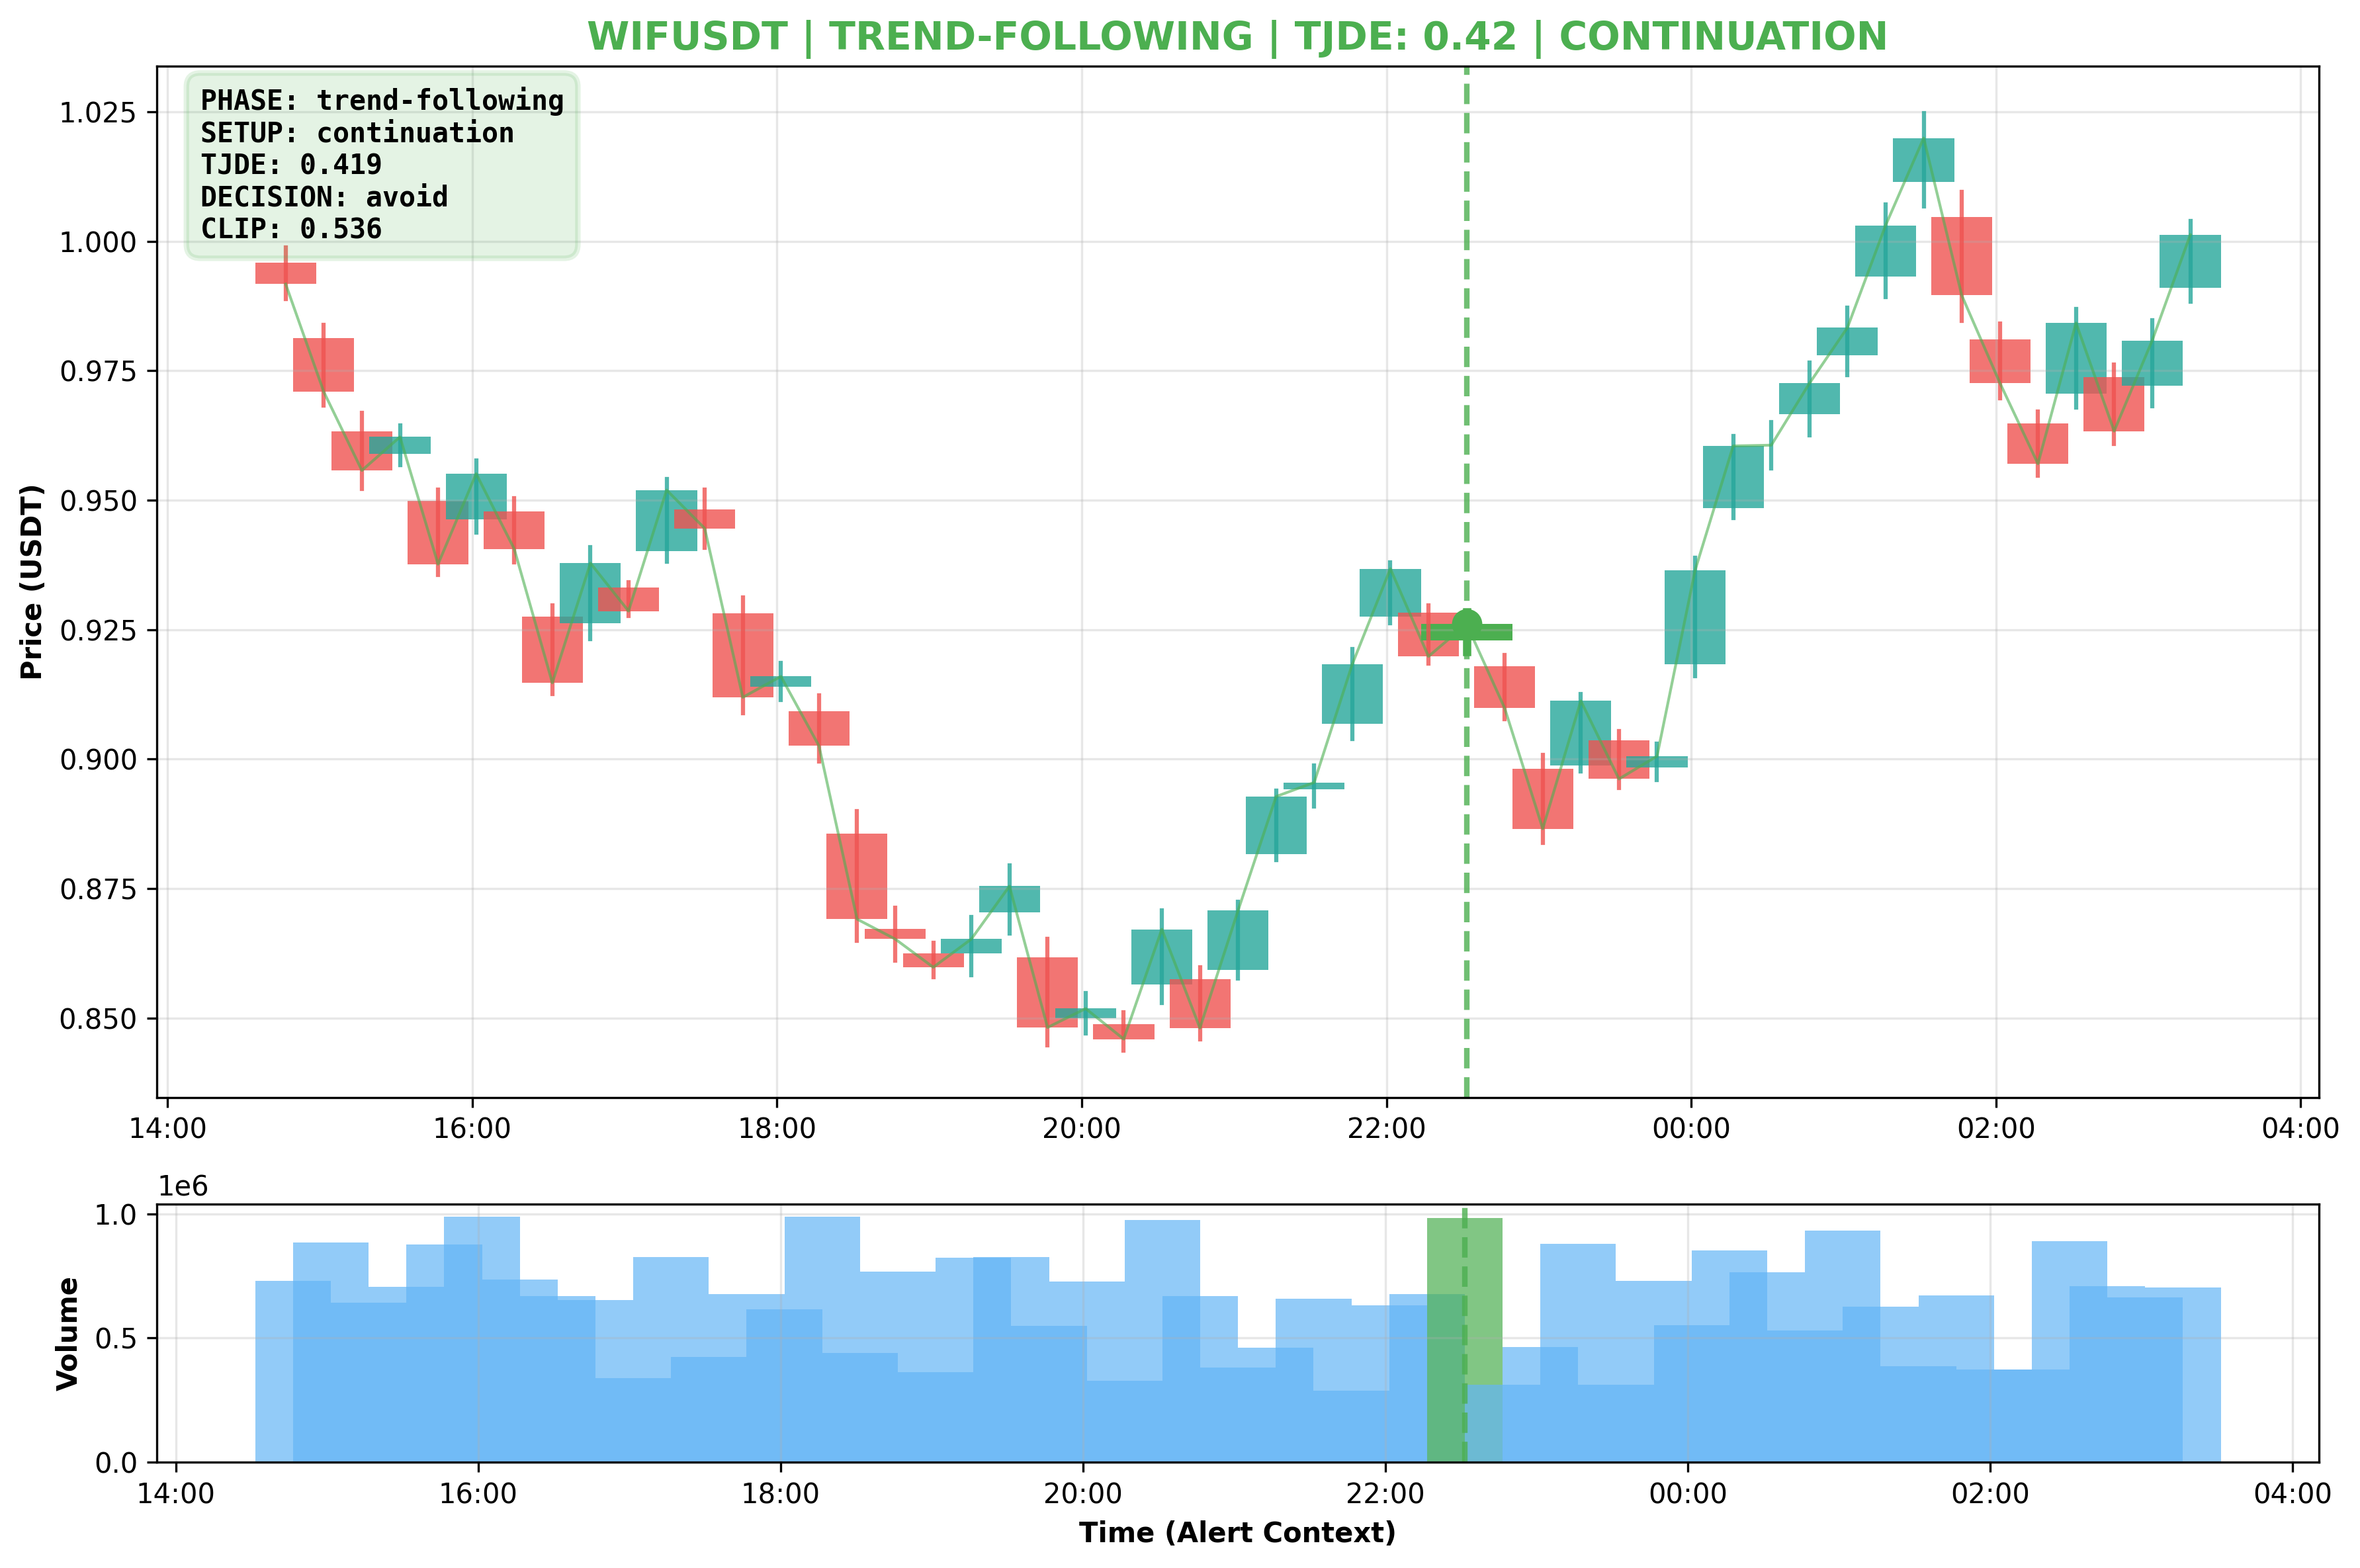 WIFUSDT | TREND-FOLLOWING | TJDE: 0.42 | CONTINUATION
PHASE: trend-following
SETUP: continuation
TJDE: 0.419
DECISION: avoid
CLIP: 0.536
Price (USDT)
1.025
1.000
0.975
0.950
0.925
0.900
0.875
0.850
14:00 16:00 18:00 20:00 22:00 00:00 02:00 04:00
1e6
Volume
1.0
0.5
0.0
14:00 16:00 18:00 20:00 22:00 00:00 02:00 04:00
Time (Alert Context)